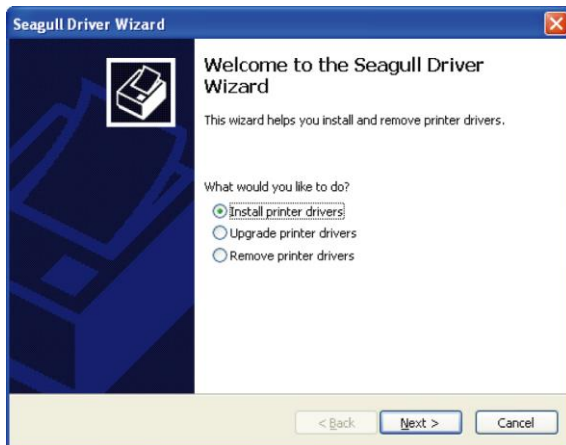 Seagull Driver Wizard
Welcome to the Seagull Driver
Wizard
This wizard helps you install and remove printer drivers.
What would you like to do?
Install printer drivers
Upgrade printer drivers
Remove printer drivers
< Back
Next >
Cancel